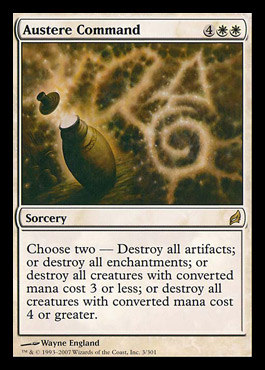 Austere Command 4
Sorcery
Choose two — Destroy all artifacts;
or destroy all enchantments; or
destroy all creatures with converted
mana cost 3 or less; or destroy all
creatures with converted mana cost
4 or greater.
Wayne England
™ & © 1993–2007 Wizards of the Coast, Inc. 3/301